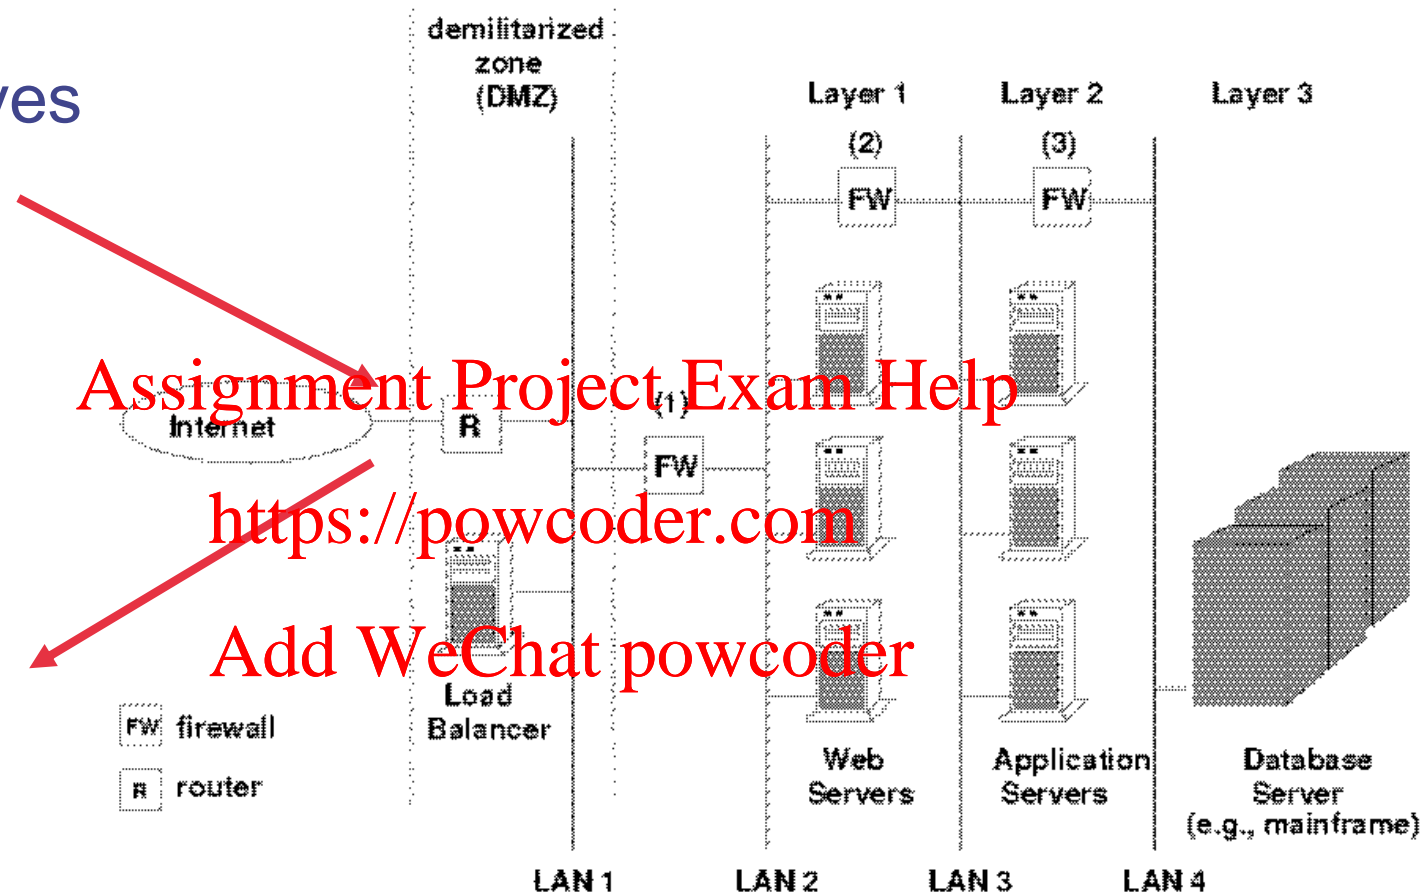 demilitarized
zone
(DMZ)
ves
Layer 1
Layer 2
Layer 3
(2)
(3)
FW
FW
Assignment Project Exam Help
(1)
Internet
R
FW
https://powcoder.com
Add WeChat powcoder
Load
Balancer
FW firewall
R router
Web
Servers
Application
Servers
Database
Server
(e.g., mainframe)
LAN 1
LAN 2
LAN 3
LAN 4